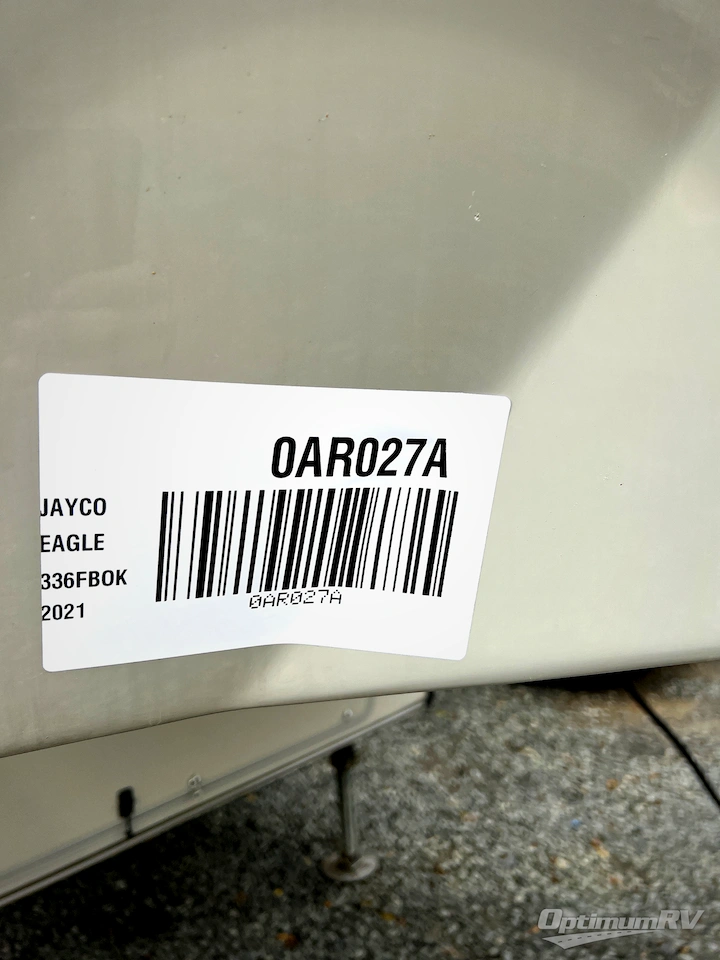 0AR027A
JAYCO
EAGLE
336FBOK
2021
0AR027A
OptimumRV